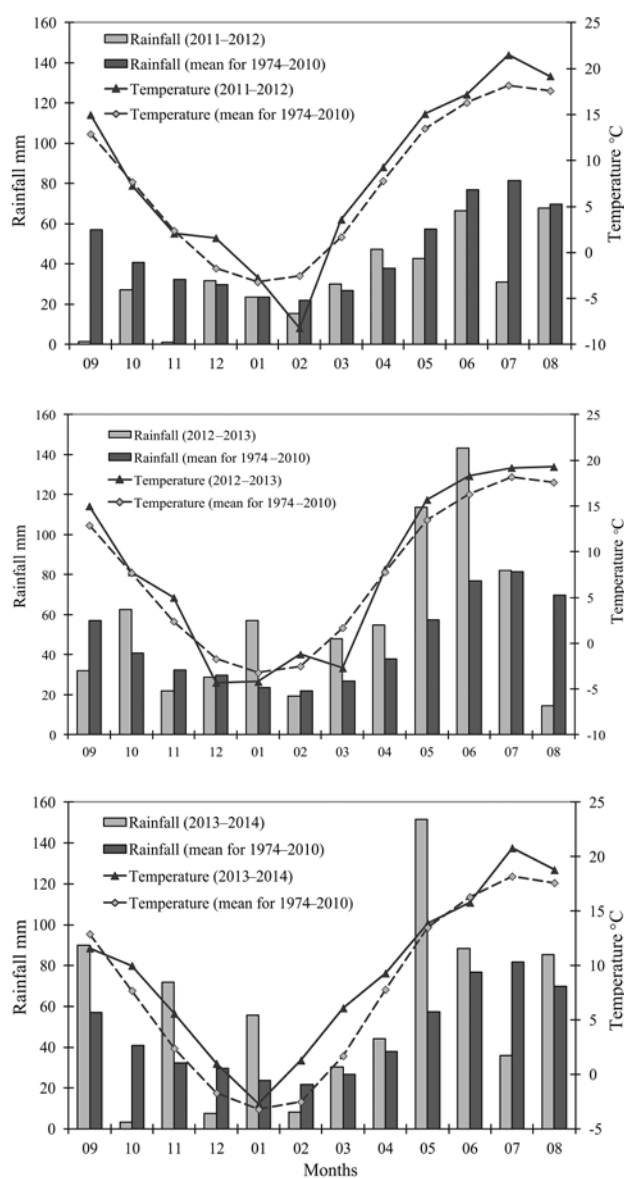 160
140
120
100
80
60
40
20
0
Rainfall mm
Rainfall (2011–2012)
Rainfall (mean for 1974–2010)
Temperature (2011–2012)
Temperature (mean for 1974–2010)
25
20
15
10
5
0
-5
-10
Temperature °C
09 10 11 12 01 02 03 04 05 06 07 08
160
140
120
100
80
60
40
20
0
Rainfall mm
Rainfall (2012–2013)
Rainfall (mean for 1974–2010)
Temperature (2012–2013)
Temperature (mean for 1974–2010)
25
20
15
10
5
0
-5
-10
Temperature °C
09 10 11 12 01 02 03 04 05 06 07 08
160
140
120
100
80
60
40
20
0
Rainfall mm
Rainfall (2013–2014)
Rainfall (mean for 1974–2010)
Temperature (2013–2014)
Temperature (mean for 1974–2010)
25
20
15
10
5
0
-5
Temperature °C
09 10 11 12 01 02 03 04 05 06 07 08
Months